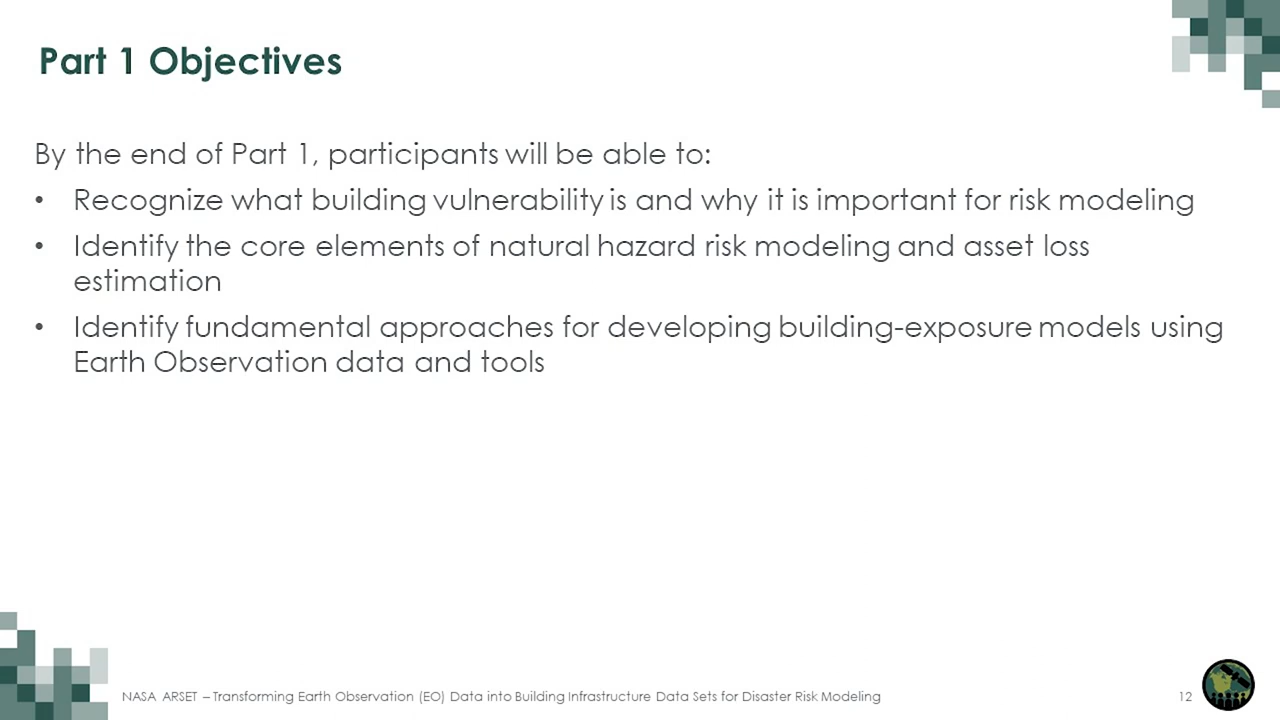 Part 1 Objectives
By the end of Part 1, participants will be able to:
• Recognize what building vulnerability is and why it is important for risk modeling
• Identify the core elements of natural hazard risk modeling and asset loss
estimation
• Identify fundamental approaches for developing building-exposure models using
Earth Observation data and tools
NASA ARSET – Transforming Earth Observation (EO) Data into Building Infrastructure Data Sets for Disaster Risk Modeling
12